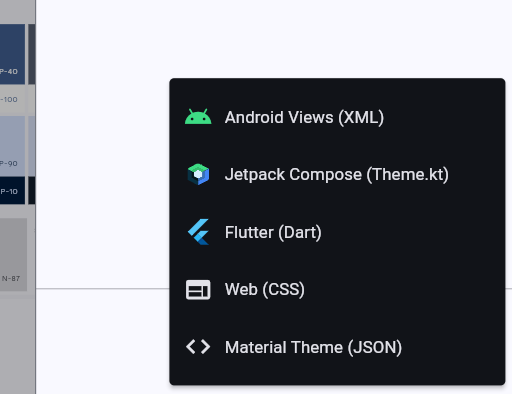 P-40
-100
P-90
P-10
N-87
Android Views (XML)
Jetpack Compose (Theme.kt)
Flutter (Dart)
Web (CSS)
Material Theme (JSON)